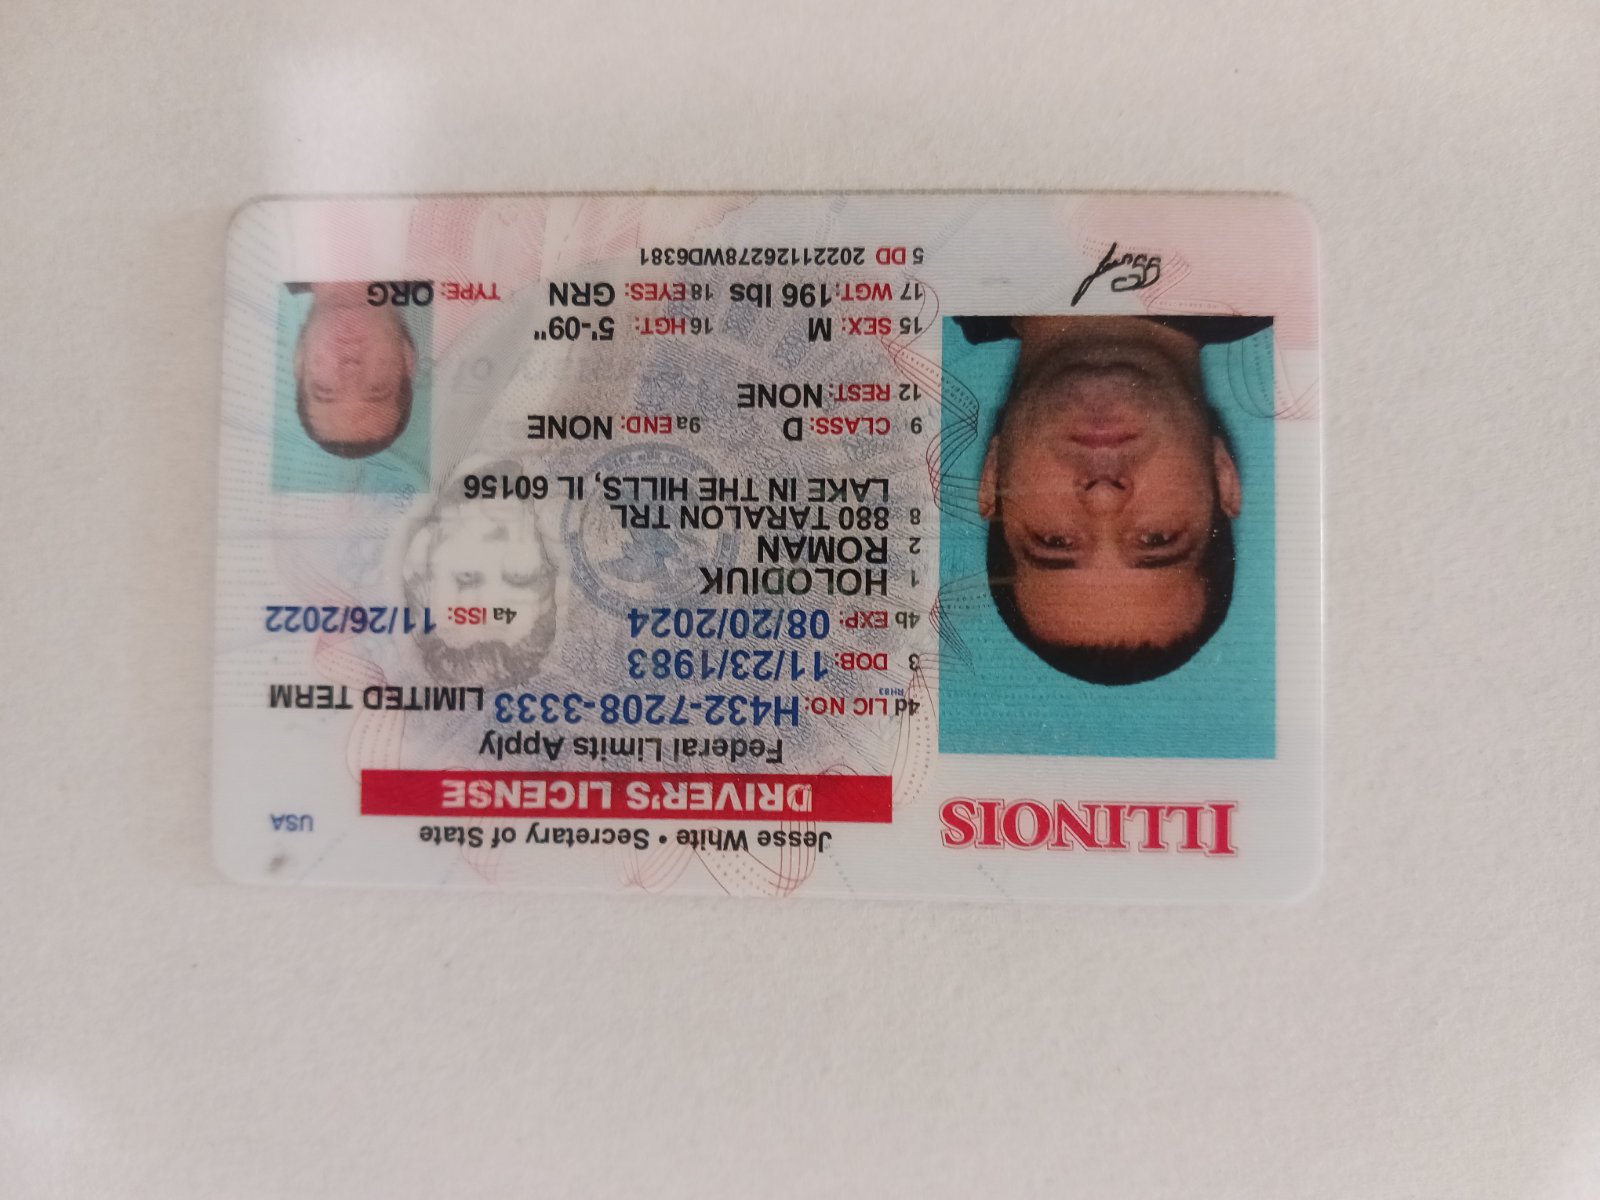 ILLINOIS
Jesse White • Secretary of State
USA
DRIVER'S LICENSE
Federal Limits Apply
4d LIC NO: H432-7208-3333 LIMITED TERM
RH83
3 DOB: 11/23/1983
4b EXP: 08/20/2024 4a ISS: 11/26/2022
1 HOLODIUK
2 ROMAN
8 880 TARALON TRL
LAKE IN THE HILLS, IL 60156
9 CLASS: D 9a END: NONE
12 REST: NONE
15 SEX: M 16 HGT: 5'-09"
17 WGT: 196 lbs 18 EYES: GRN TYPE: ORG
5 DD 20221126278WD6381